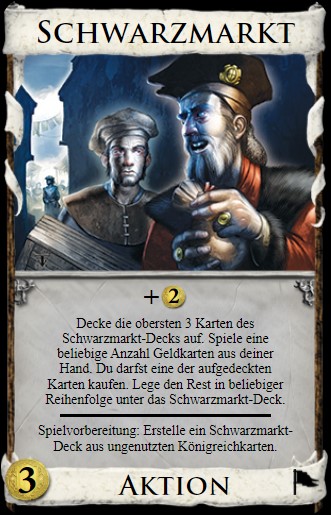 SCHWARZMARKT
+2
Decke die obersten 3 Karten des
Schwarzmarkt-Decks auf. Spiele eine
beliebige Anzahl Geldkarten aus deiner
Hand. Du darfst eine der aufgedeckten
Karten kaufen. Lege den Rest in beliebiger
Reihenfolge unter das Schwarzmarkt-Deck.
Spielvorbereitung: Erstelle ein Schwarzmarkt-
Deck aus ungenutzten Königreichkarten.
3
AKTION